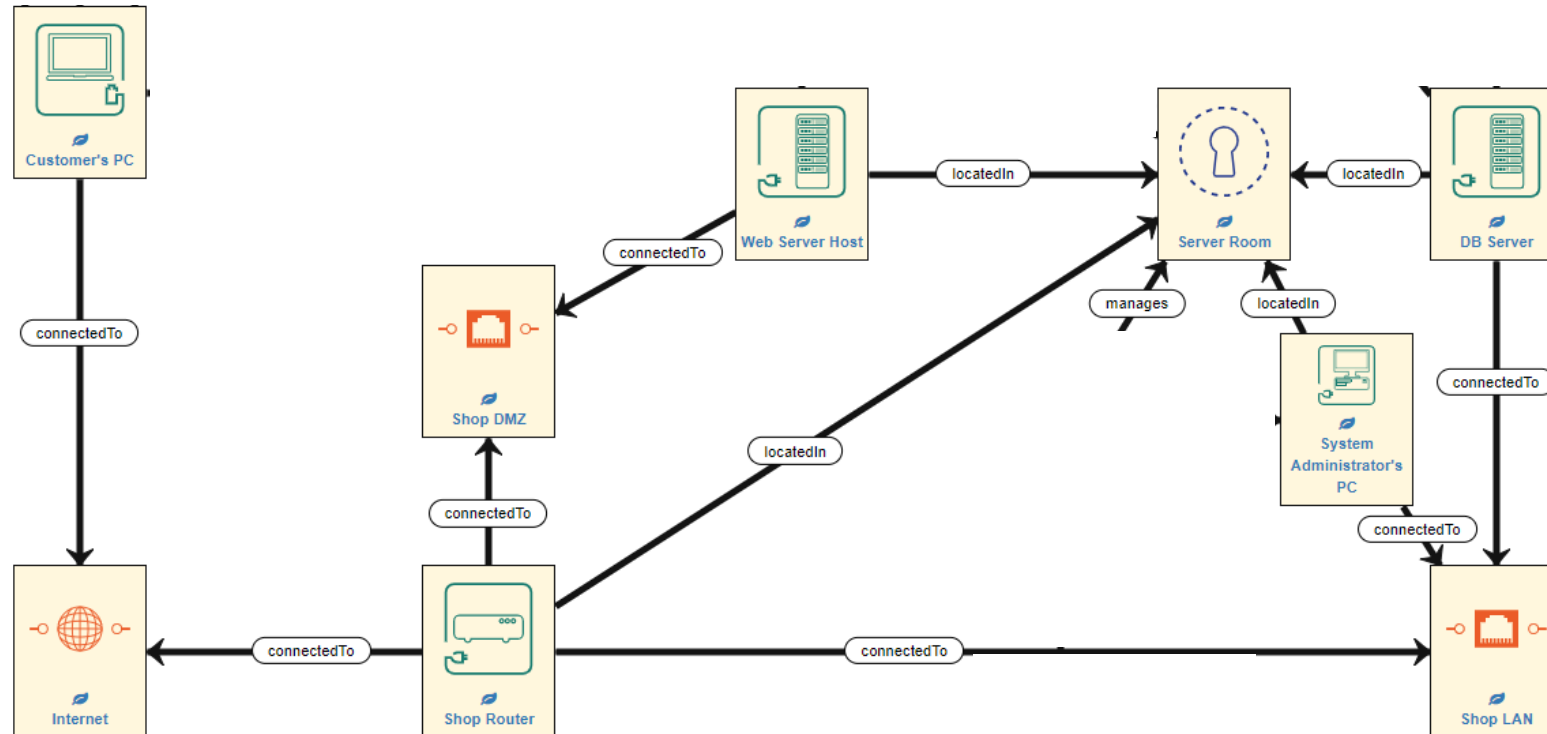 Customer's PC
Web Server Host
locatedIn
Server Room
locatedIn
DB Server
connectedTo
manages
locatedIn
connectedTo
connectedTo
Shop DMZ
locatedIn
System
Administrator's
PC
connectedTo
connectedTo
connectedTo
Internet
connectedTo
Shop Router
connectedTo
Shop LAN